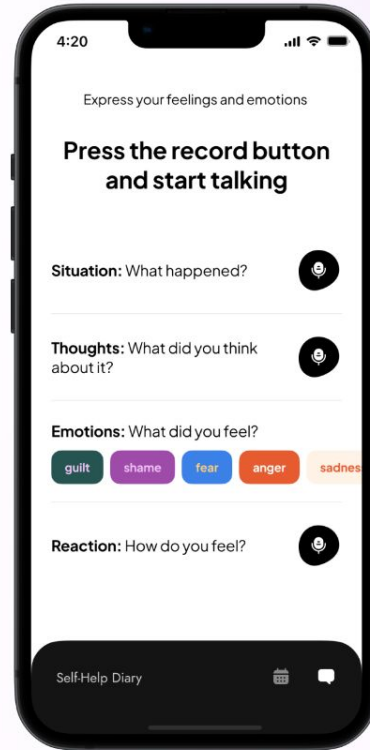 4:20
Express your feelings and emotions
Press the record button
and start talking
Situation: What happened?
Thoughts: What did you think
about it?
Emotions: What did you feel?
guilt shame fear anger sadnes
Reaction: How do you feel?
Self-Help Diary